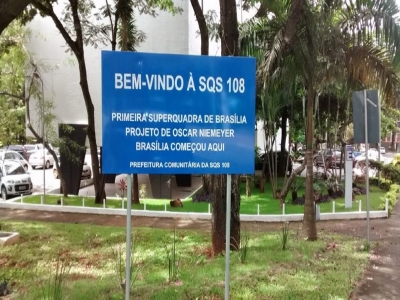 BEM-VINDO À SQS 108
PRIMEIRA SUPERQUADRA DE BRASÍLIA
PROJETO DE OSCAR NIEMEYER
BRASÍLIA COMEÇOU AQUI
PREFEITURA COMUNITÁRIA DA SQS 108